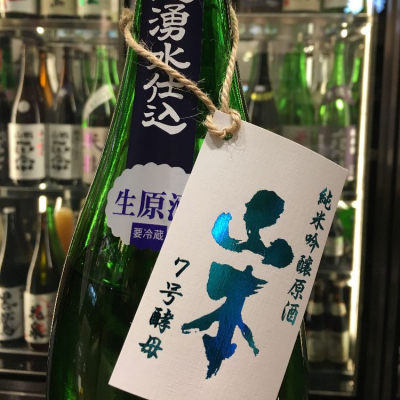 湧水仕込
生原酒
要冷蔵
純米吟醸原酒
山本
7号酵母